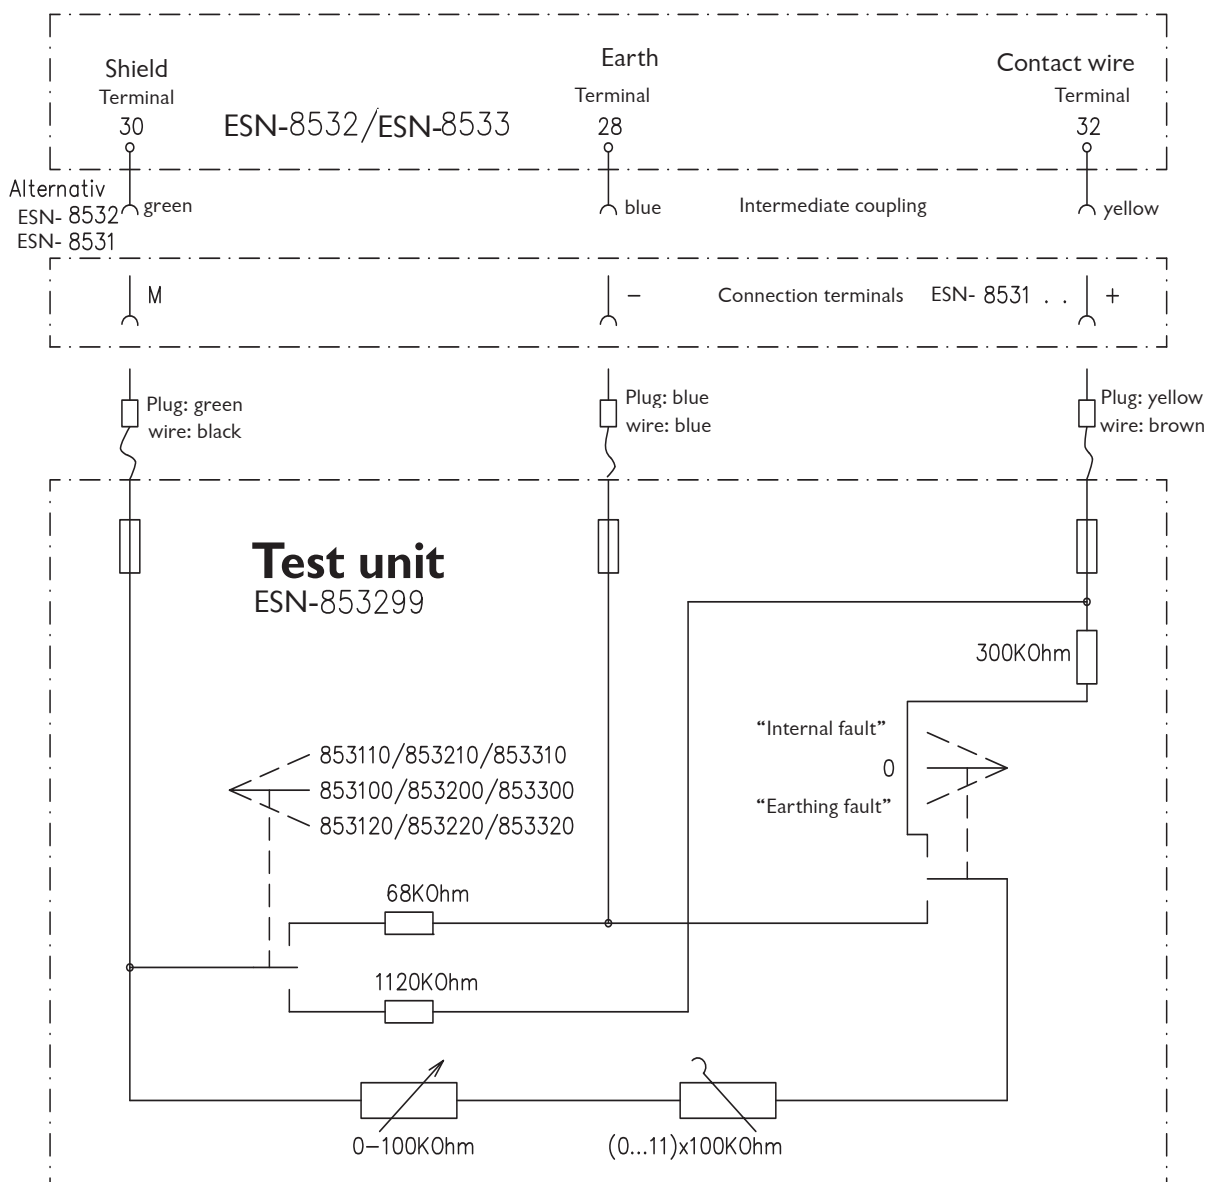 Shield
Terminal
30
ESN-8532/ESN-8533
Earth
Terminal
28
Contact wire
Terminal
32
Alternativ
ESN- 8532
ESN- 8531
green
blue
Intermediate coupling
yellow
M
–
Connection terminals ESN- 8531 . .
+
Plug: green
wire: black
Plug: blue
wire: blue
Plug: yellow
wire: brown
Test unit
ESN-853299
300KOhm
“Internal fault”
0
“Earthing fault”
853110/853210/853310
853100/853200/853300
853120/853220/853320
68KOhm
1120KOhm
0–100KOhm
(0...11)x100KOhm